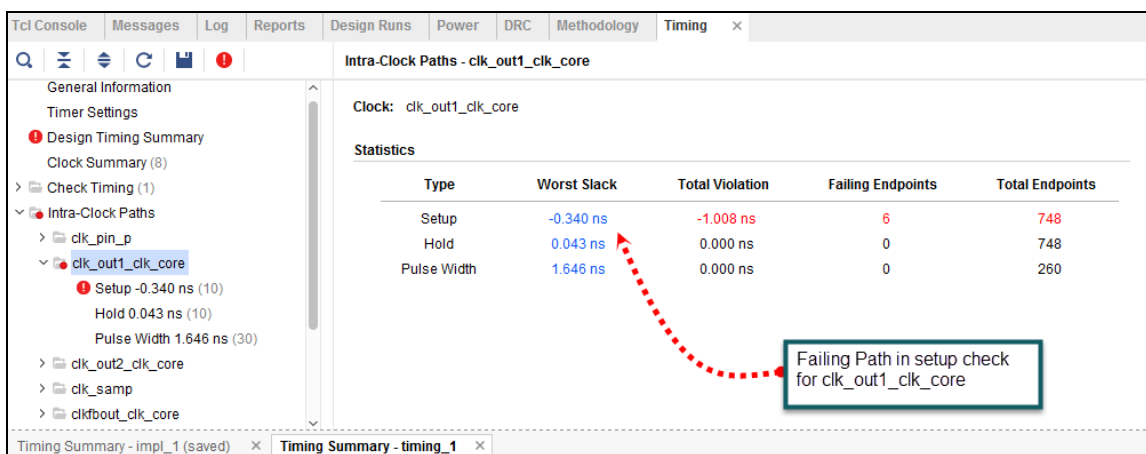 Tcl Console Messages Log Reports Design Runs Power DRC Methodology Timing ×
Intra-Clock Paths - clk_out1_clk_core
General Information
Timer Settings
Design Timing Summary
Clock Summary (8)
Check Timing (1)
Intra-Clock Paths
clk_pin_p
clk_out1_clk_core
Setup -0.340 ns (10)
Hold 0.043 ns (10)
Pulse Width 1.646 ns (30)
clk_out2_clk_core
clk_samp
clkfbout_clk_core
Clock: clk_out1_clk_core
Statistics
Type Worst Slack Total Violation Failing Endpoints Total Endpoints
Setup -0.340 ns -1.008 ns 6 748
Hold 0.043 ns 0.000 ns 0 748
Pulse Width 1.646 ns 0.000 ns 0 260
Failing Path in setup check
for clk_out1_clk_core
Timing Summary - impl_1 (saved) × Timing Summary - timing_1 ×